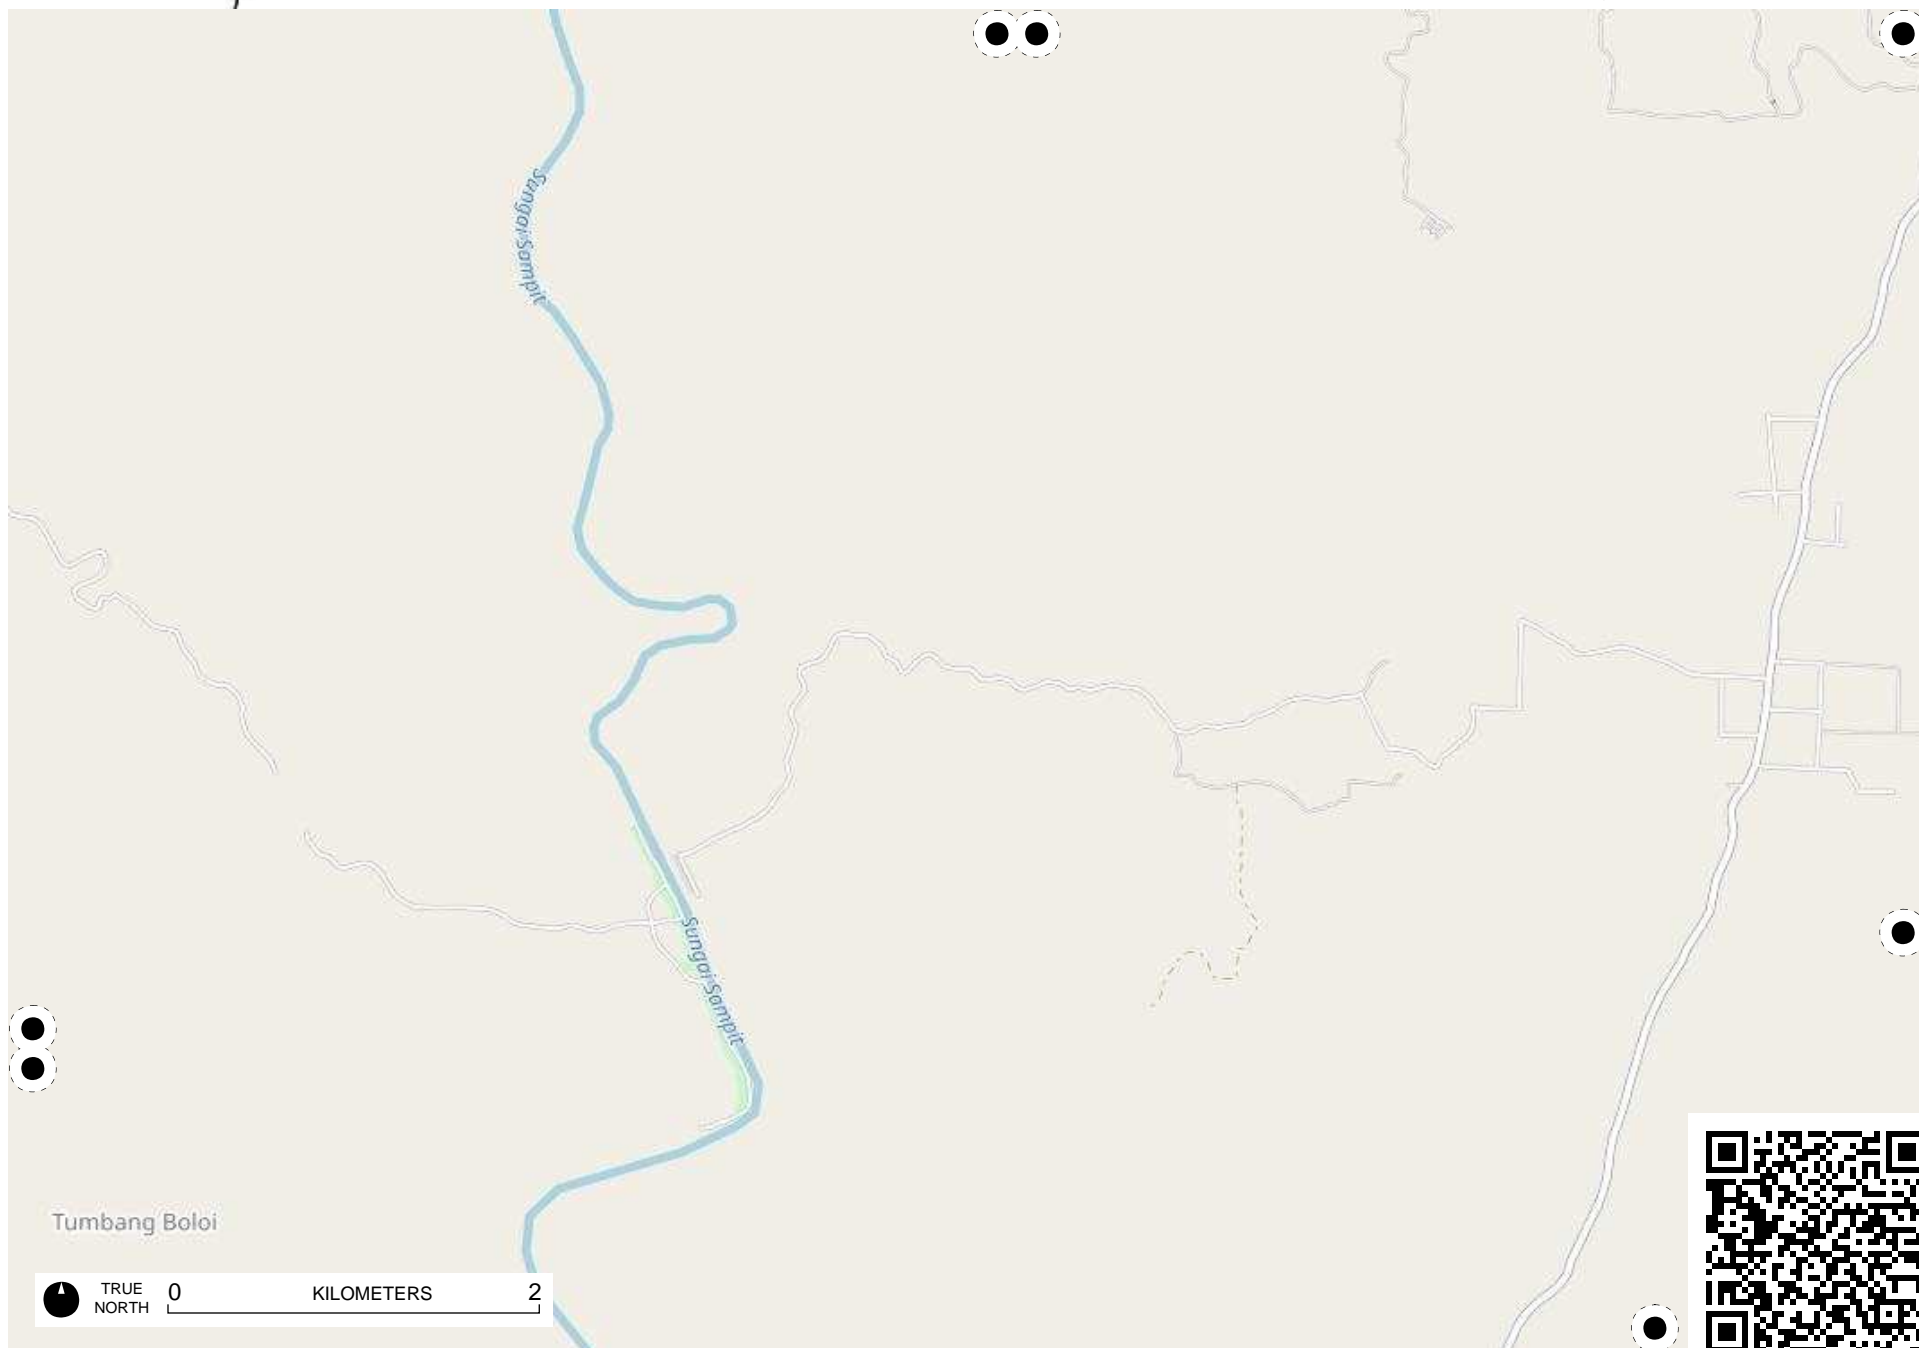 Sungai Sampit
Sungai Sampit
Tumbang Boloi
TRUE
NORTH
0 KILOMETERS 2